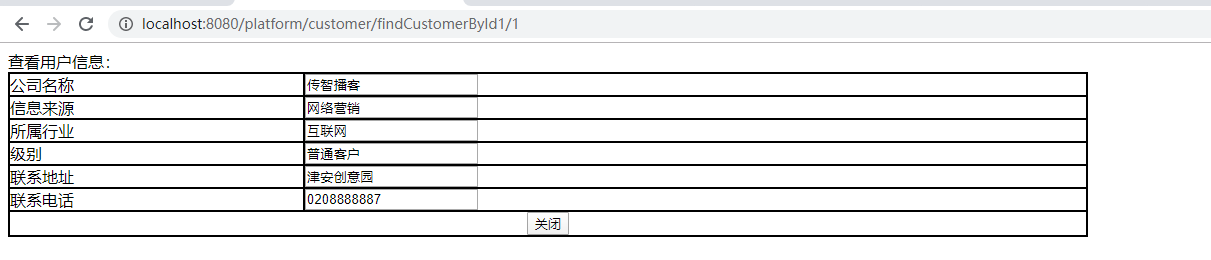 localhost:8080/platform/customer/findCustomerById1/1
查看用户信息:
公司名称 传智播客
信息来源 网络营销
所属行业 互联网
级别 普通客户
联系地址 津安创意园
联系电话 0208888887
关闭